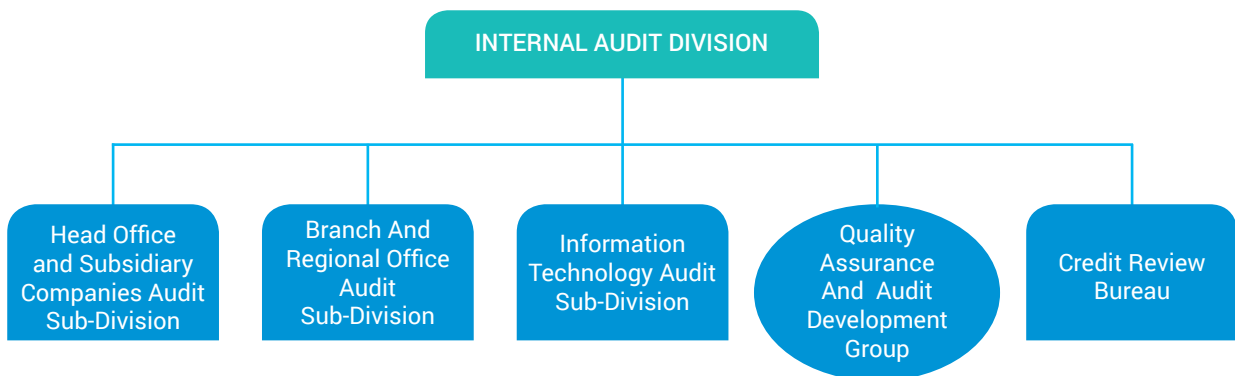 INTERNAL AUDIT DIVISION
Head Office
and Subsidiary
Companies Audit
Sub-Division
Branch And
Regional Office
Audit
Sub-Division
Information
Technology Audit
Sub-Division
Quality
Assurance
And Audit
Development
Group
Credit Review
Bureau